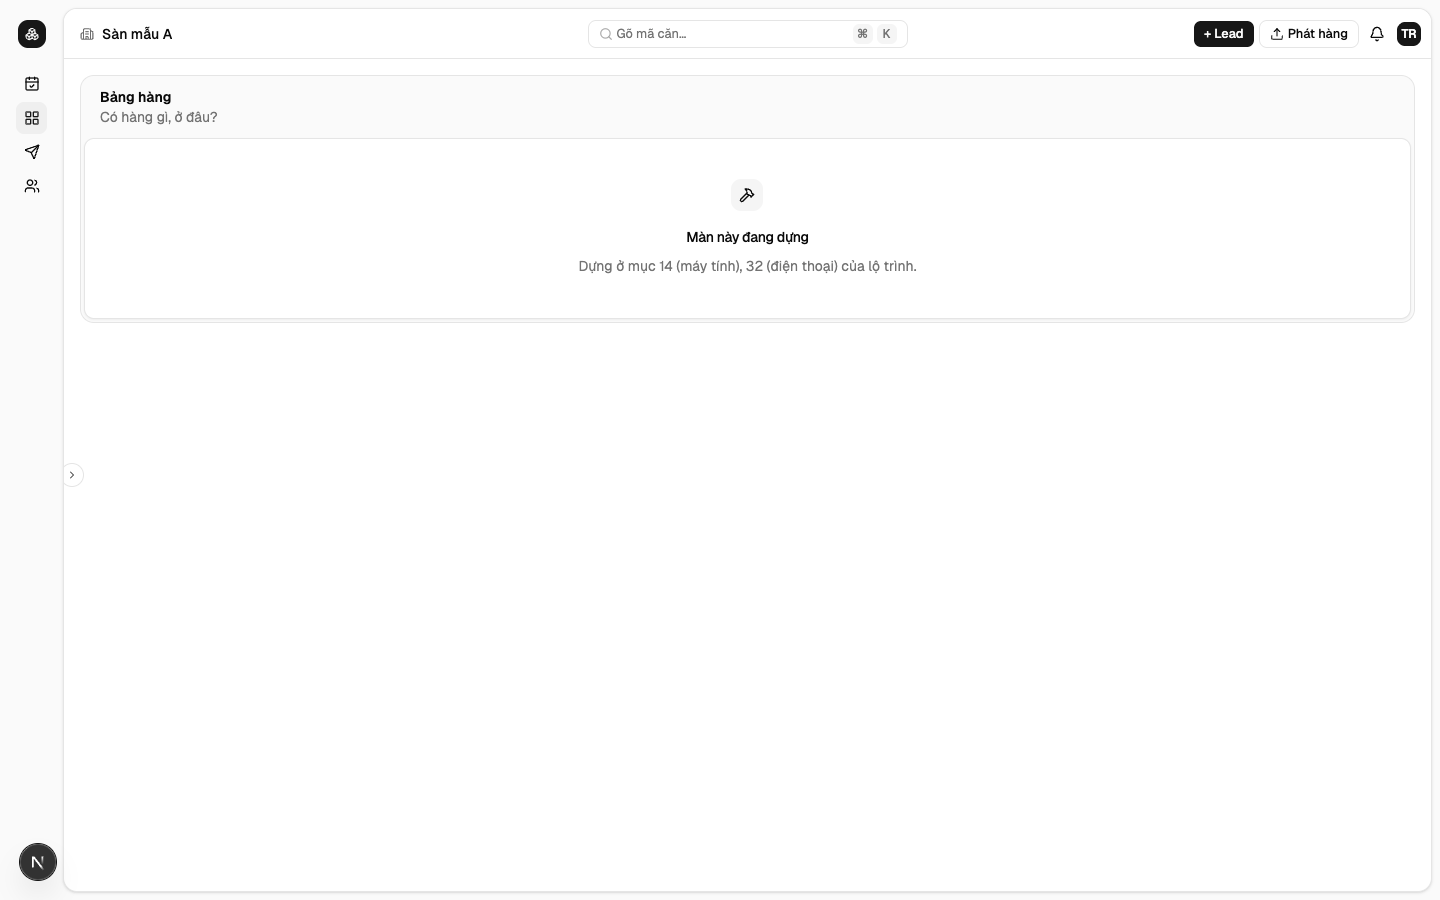 Sàn mẫu A
Gõ mã căn...
⌘ K
+ Lead
Phát hàng
TR
Bảng hàng
Có hàng gì, ở đâu?
Màn này đang dựng
Dựng ở mục 14 (máy tính), 32 (điện thoại) của lộ trình.
N